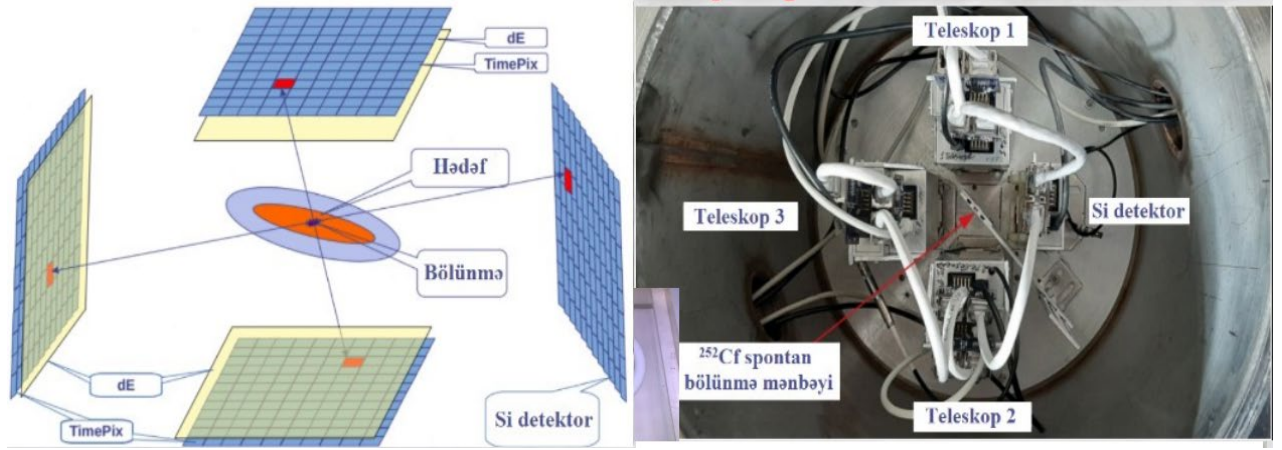 dE
TimePix
Hədəf
Bölünmə
dE
TimePix
Si detektor
Teleskop 1
Teleskop 3
Si detektor
²⁵²Cf spontan
bölünmə mənbəyi
Teleskop 2